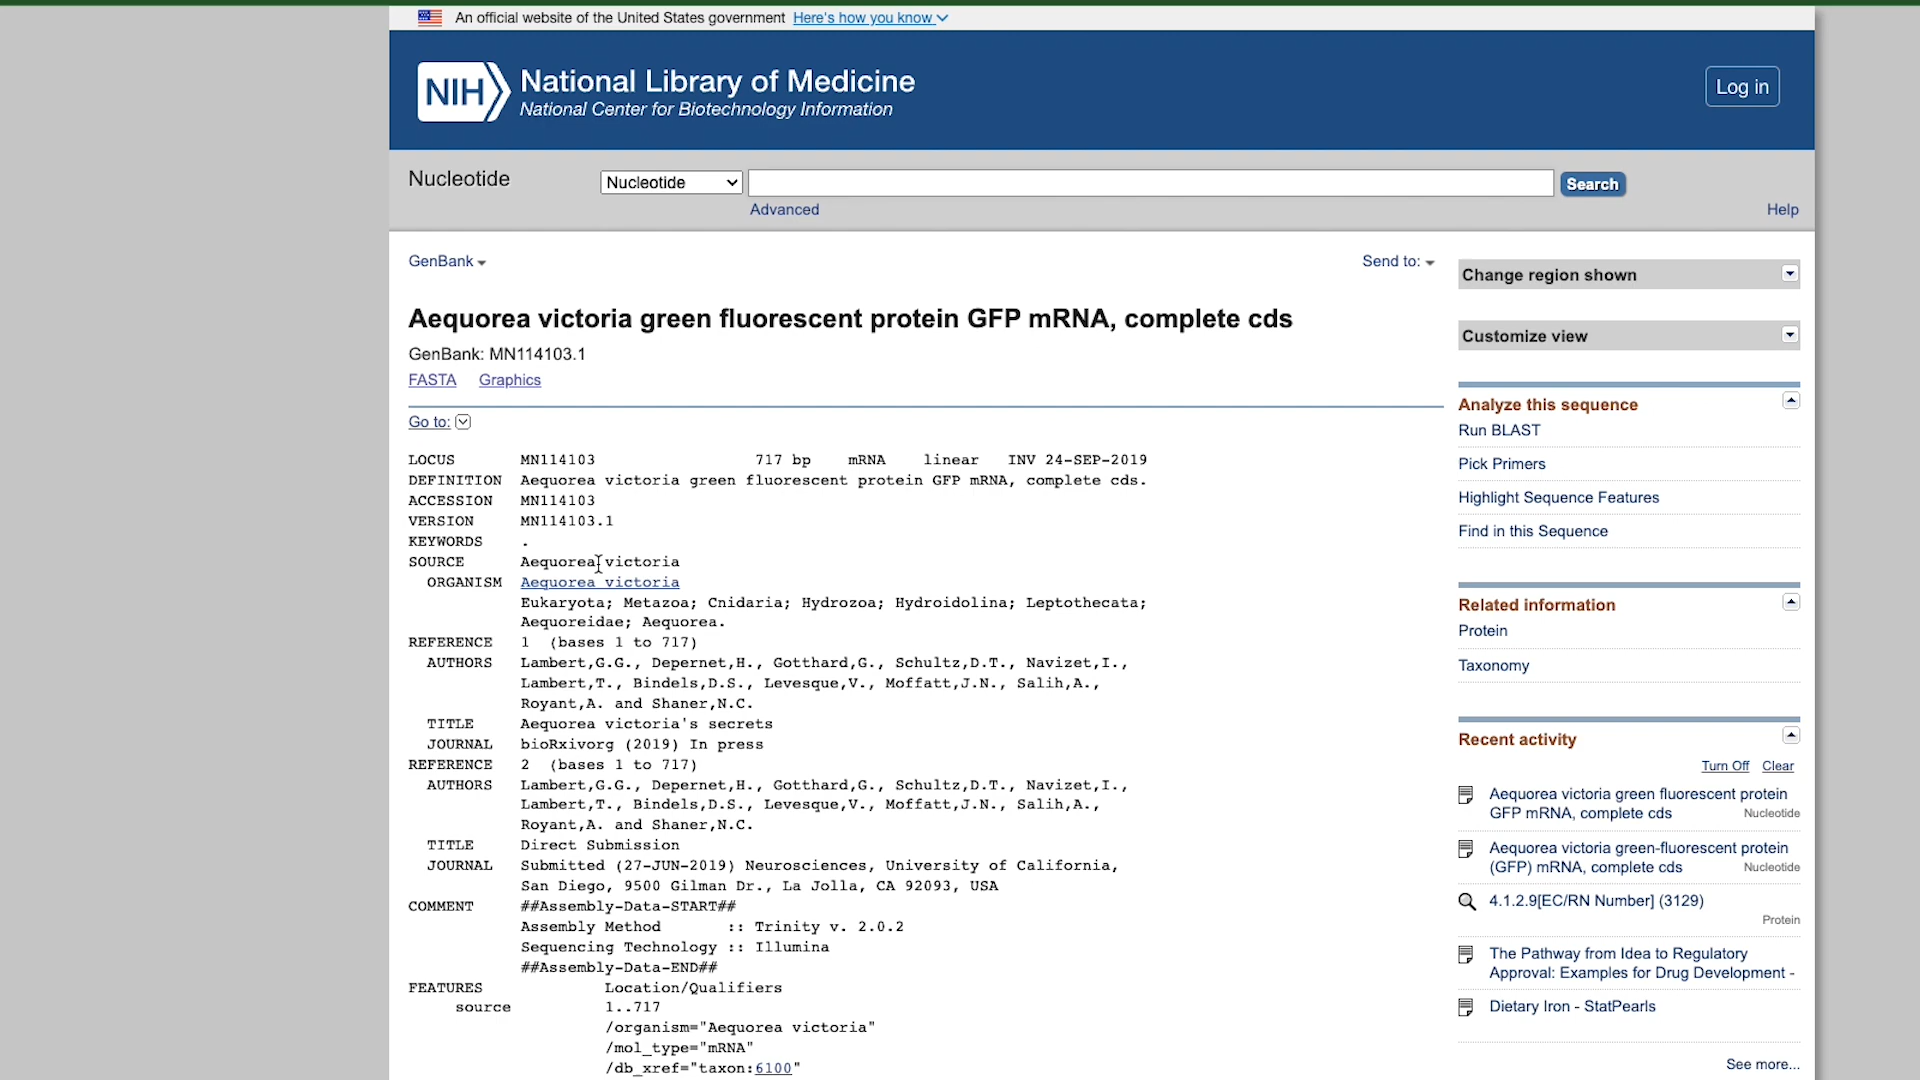 An official website of the United States government Here's how you know
NIH National Library of Medicine
National Center for Biotechnology Information
Log in
Nucleotide
Nucleotide
Search
Advanced
Help
GenBank
Send to:
Aequorea victoria green fluorescent protein GFP mRNA, complete cds
GenBank: MN114103.1
FASTA Graphics
Go to:
LOCUS MN114103 717 bp mRNA linear INV 24-SEP-2019
DEFINITION Aequorea victoria green fluorescent protein GFP mRNA, complete cds.
ACCESSION MN114103
VERSION MN114103.1
KEYWORDS .
SOURCE Aequorea victoria
ORGANISM Aequorea victoria
Eukaryota; Metazoa; Cnidaria; Hydrozoa; Hydroidolina; Leptothecata;
Aequoreidae; Aequorea.
REFERENCE 1 (bases 1 to 717)
AUTHORS Lambert,G.G., Depernet,H., Gotthard,G., Schultz,D.T., Navizet,I.,
Lambert,T., Bindels,D.S., Levesque,V., Moffatt,J.N., Salih,A.,
Royant,A. and Shaner,N.C.
TITLE Aequorea victoria's secrets
JOURNAL bioRxivorg (2019) In press
REFERENCE 2 (bases 1 to 717)
AUTHORS Lambert,G.G., Depernet,H., Gotthard,G., Schultz,D.T., Navizet,I.,
Lambert,T., Bindels,D.S., Levesque,V., Moffatt,J.N., Salih,A.,
Royant,A. and Shaner,N.C.
TITLE Direct Submission
JOURNAL Submitted (27-JUN-2019) Neurosciences, University of California,
San Diego, 9500 Gilman Dr., La Jolla, CA 92093, USA
COMMENT ##Assembly-Data-START##
Assembly Method :: Trinity v. 2.0.2
Sequencing Technology :: Illumina
##Assembly-Data-END##
FEATURES Location/Qualifiers
source 1..717
/organism="Aequorea victoria"
/mol_type="mRNA"
/db_xref="taxon:6100"
Change region shown
Customize view
Analyze this sequence
Run BLAST
Pick Primers
Highlight Sequence Features
Find in this Sequence
Related information
Protein
Taxonomy
Recent activity
Turn Off Clear
Aequorea victoria green fluorescent protein
GFP mRNA, complete cds Nucleotide
Aequorea victoria green-fluorescent protein
(GFP) mRNA, complete cds Nucleotide
4.1.2.9[EC/RN Number] (3129)
Protein
The Pathway from Idea to Regulatory
Approval: Examples for Drug Development -
Dietary Iron - StatPearls
See more...